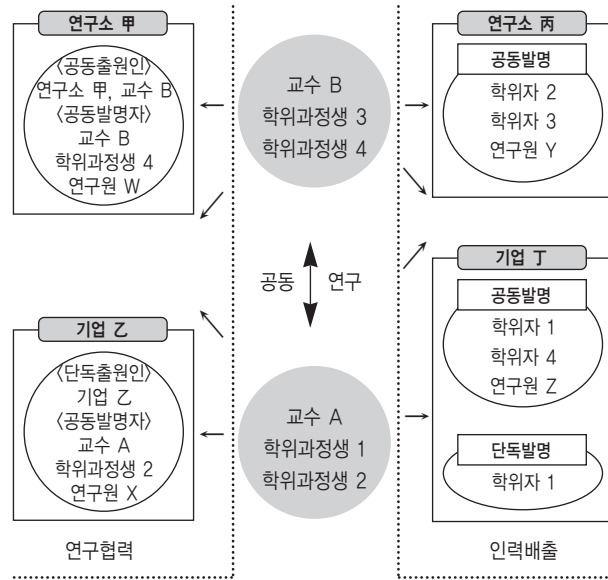 연구소 甲
〈공동출원인〉
연구소 甲, 교수 B
〈공동발명자〉
교수 B
학위과정생 4
연구원 W
기업 乙
〈단독출원인〉
기업 乙
〈공동발명자〉
교수 A
학위과정생 2
연구원 X
연구협력
교수 B
학위과정생 3
학위과정생 4
공동 연구
교수 A
학위과정생 1
학위과정생 2
연구소 丙
공동발명
학위자 2
학위자 3
연구원 Y
기업 丁
공동발명
학위자 1
학위자 4
연구원 Z
단독발명
학위자 1
인력배출